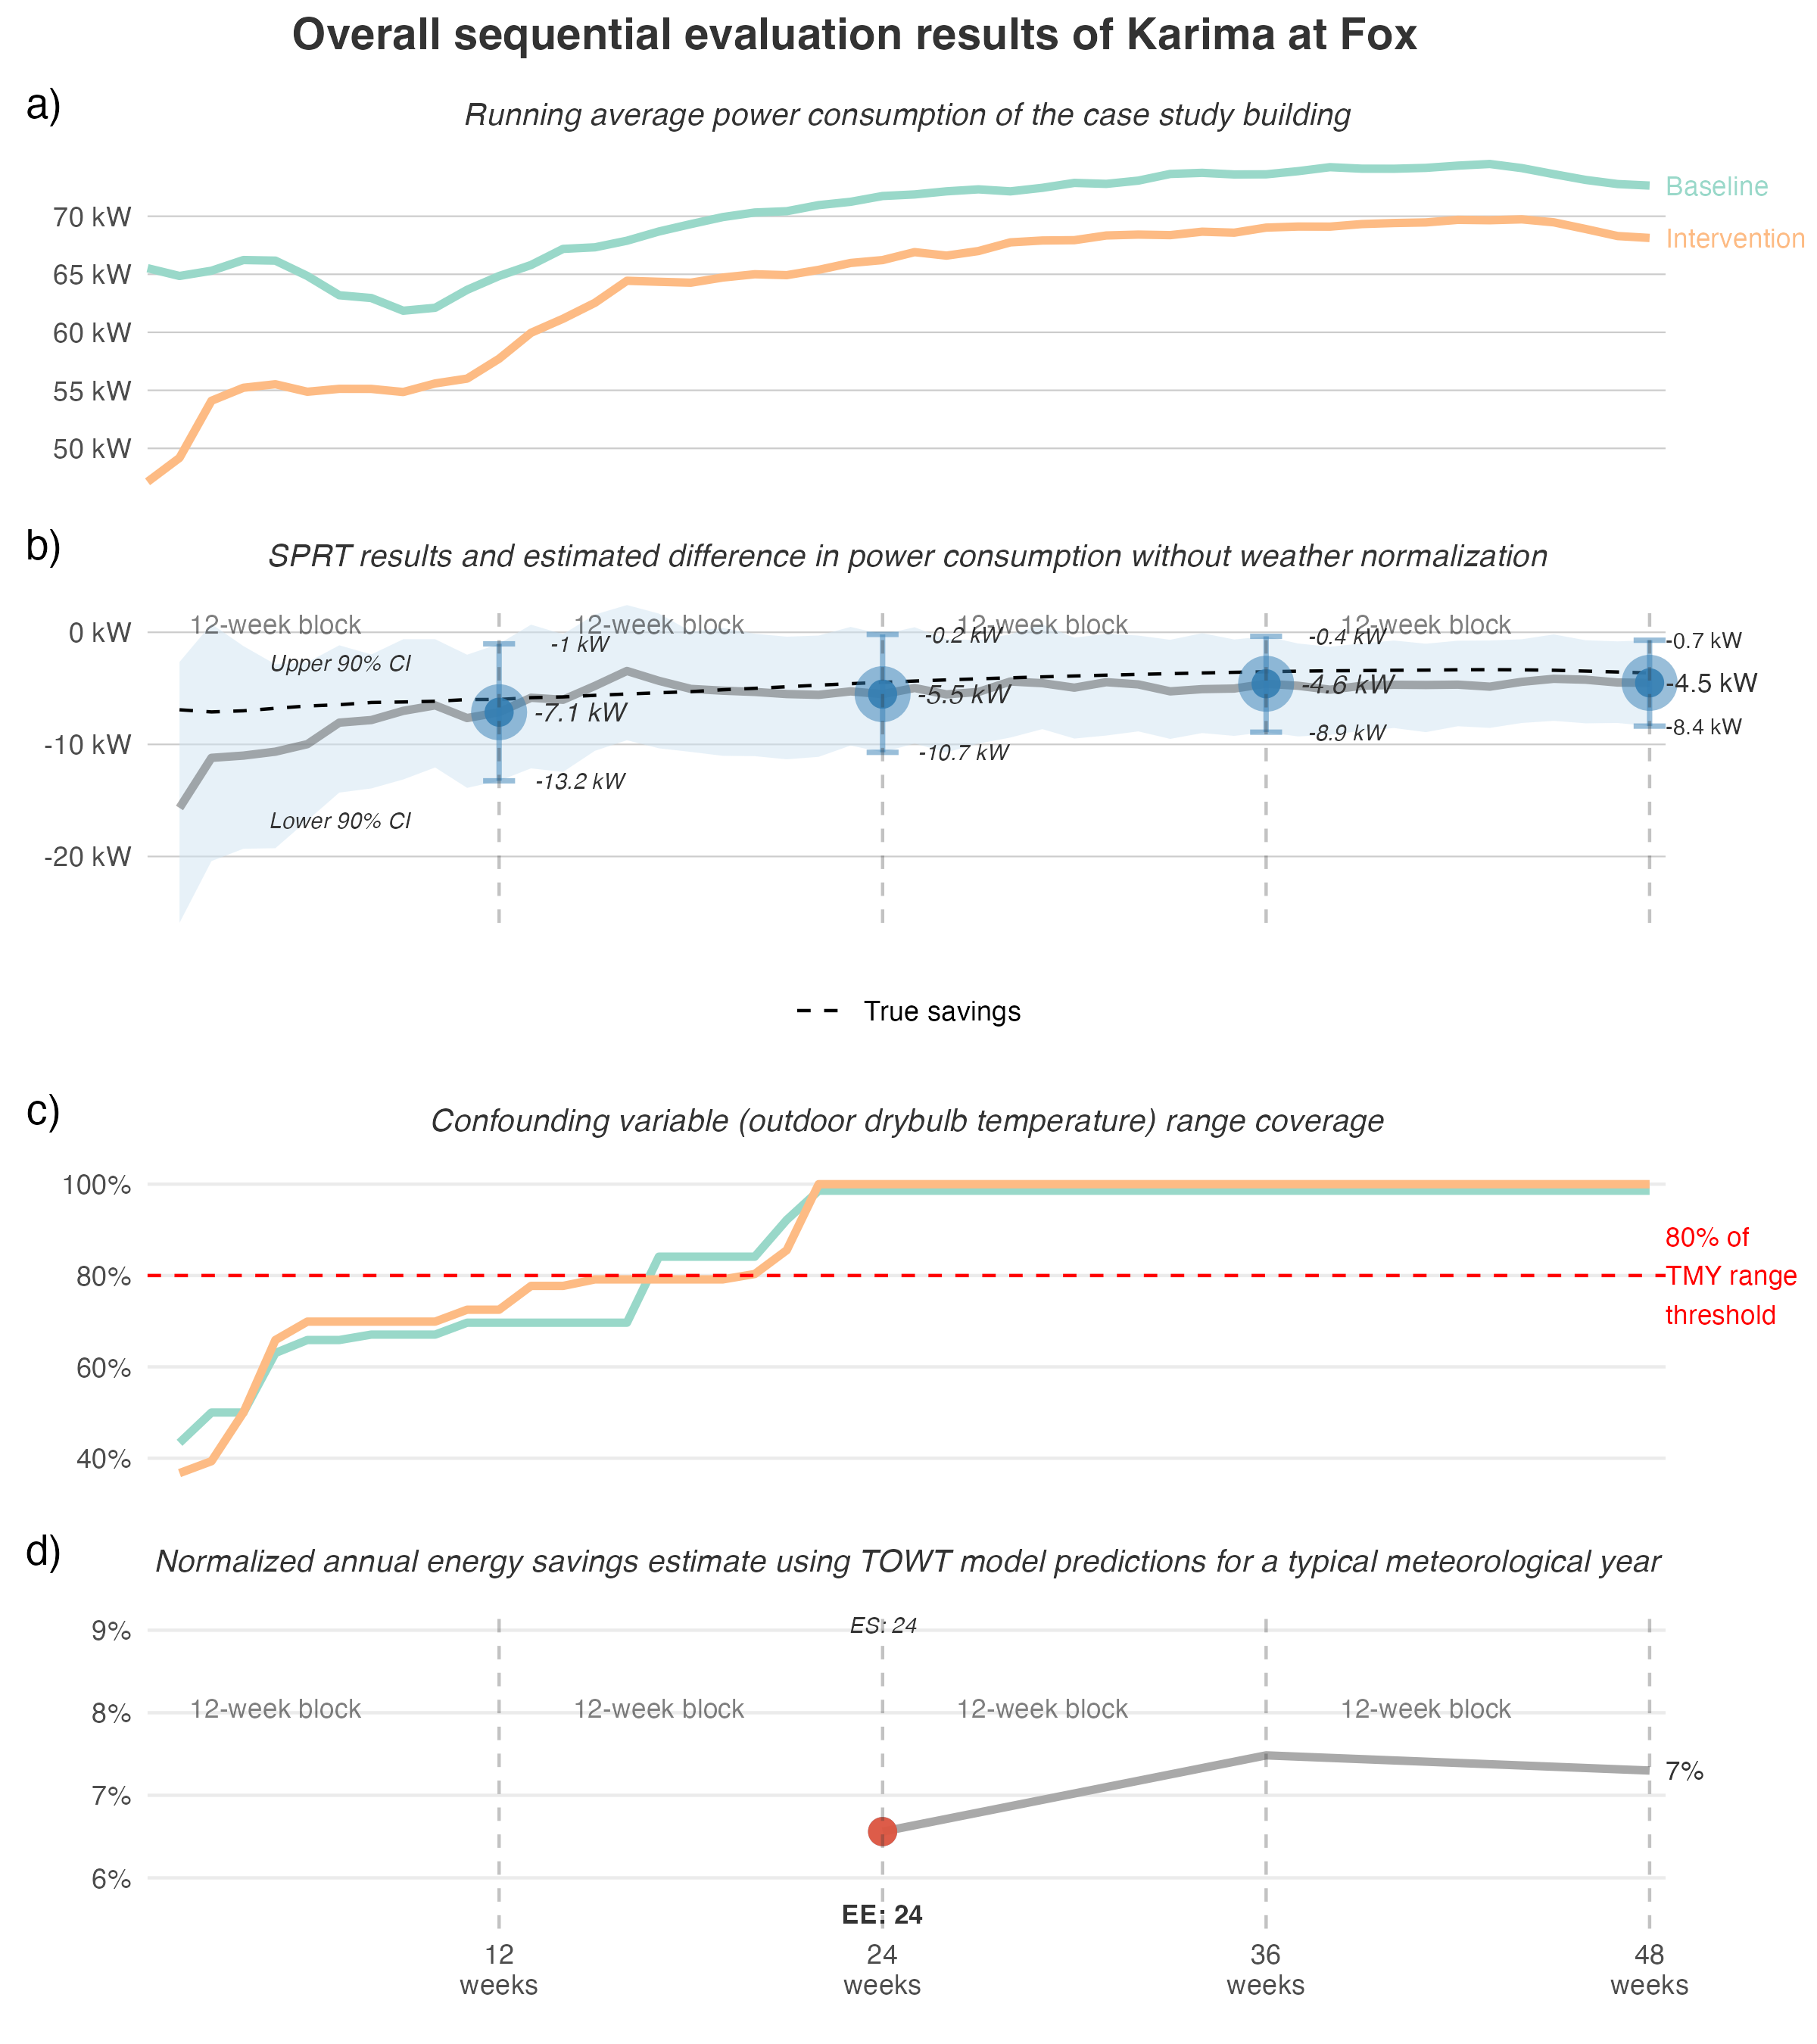 Overall sequential evaluation results of Karima at Fox
a)
Running average power consumption of the case study building
70 kW
65 kW
60 kW
55 kW
50 kW
Baseline
Intervention
b)
SPRT results and estimated difference in power consumption without weather normalization
0 kW
-10 kW
-20 kW
12-week block
12-week block
12-week block
12-week block
Upper 90% CI
Lower 90% CI
-1 kW
-7.1 kW
-13.2 kW
-0.2 kW
-5.5 kW
-10.7 kW
-0.4 kW
-4.6 kW
-8.9 kW
-0.7 kW
-4.5 kW
-8.4 kW
True savings
c)
Confounding variable (outdoor drybulb temperature) range coverage
100%
80%
60%
40%
80% of
TMY range
threshold
d)
Normalized annual energy savings estimate using TOWT model predictions for a typical meteorological year
9%
8%
7%
6%
ES: 24
12-week block
12-week block
12-week block
12-week block
7%
EE: 24
12
weeks
24
weeks
36
weeks
48
weeks